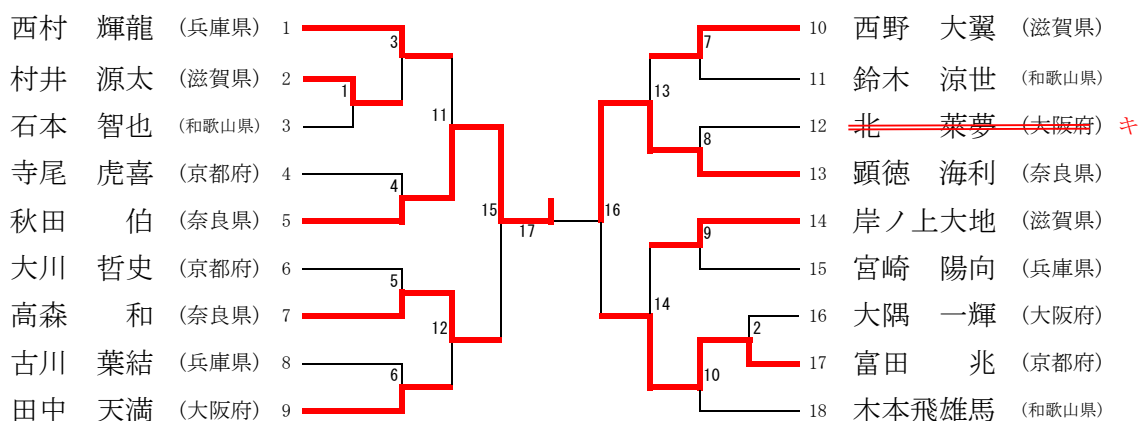 西村 輝龍 (兵庫県) 1
村井 源太 (滋賀県) 2
石本 智也 (和歌山県) 3
寺尾 虎喜 (京都府) 4
秋田 伯 (奈良県) 5
大川 哲史 (京都府) 6
高森 和 (奈良県) 7
古川 葉結 (兵庫県) 8
田中 天満 (大阪府) 9
3
1
11
4
15
5
12
6
17
7
13
8
16
9
14
2
10
10 西野 大翼 (滋賀県)
11 鈴木 涼世 (和歌山県)
12 北 萊夢 (大阪府) キ
13 顕徳 海利 (奈良県)
14 岸ノ上大地 (滋賀県)
15 宮崎 陽向 (兵庫県)
16 大隅 一輝 (大阪府)
17 富田 兆 (京都府)
18 木本飛雄馬 (和歌山県)